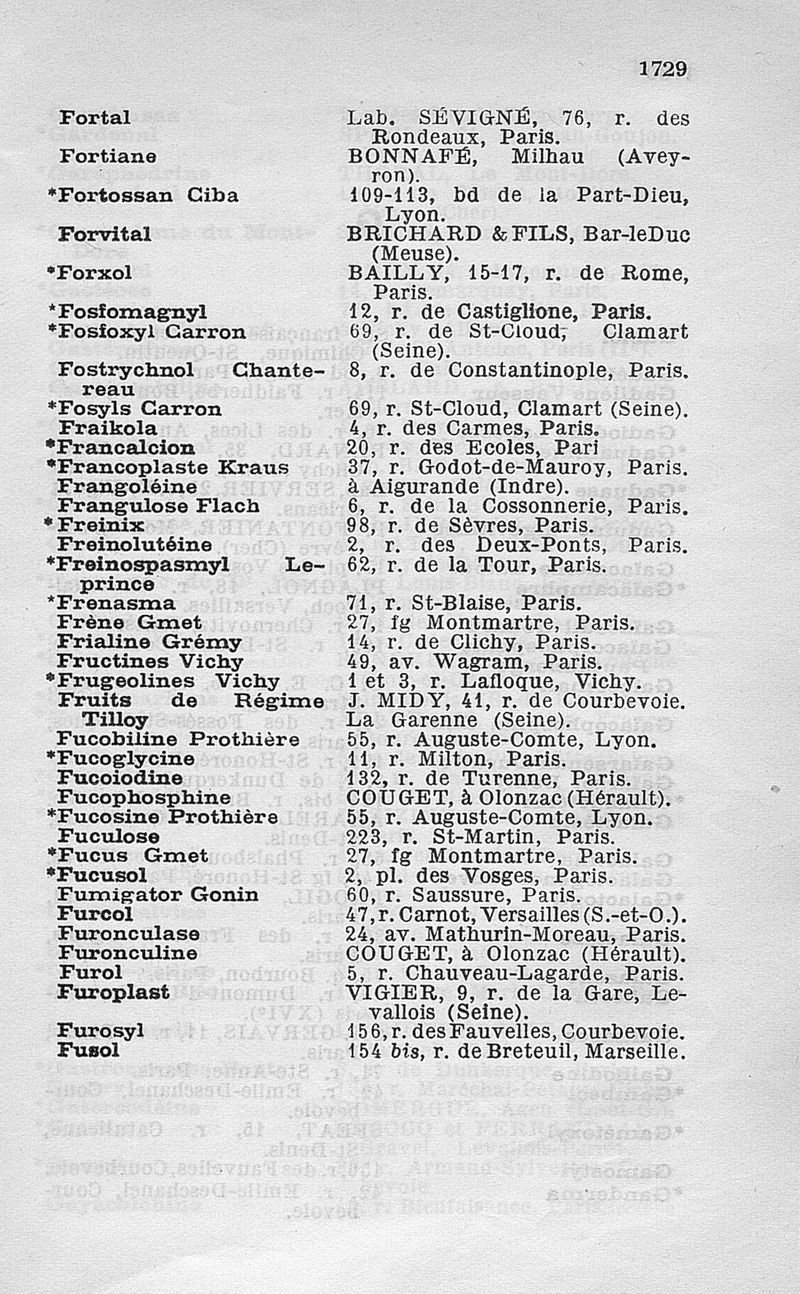 1729
Fortal Lab. SÉVIGNÉ, 76, r. des
Rondeaux, Paris.
Fortiane BONNAFÉ, Milhau (Avey-
ron).
*Fortossan Ciba 109-113, bd de la Part-Dieu,
Lyon.
Forvital BRICHARD & FILS, Bar-leDuc
(Meuse).
*Forxol BAILLY, 15-17, r. de Rome,
Paris.
*Fosfomagnyl 12, r. de Castiglione, Paris.
*Fosfoxyl Carron 69, r. de St-Cloud, Clamart
(Seine).
Fostrychnol Chante- 8, r. de Constantinople, Paris.
reau
*Fosyls Carron 69, r. St-Cloud, Clamart (Seine).
Fraikola 4, r. des Carmes, Paris.
*Francalcion 20, r. des Ecoles, Pari
*Francoplaste Kraus 37, r. Godot-de-Mauroy, Paris.
Frangoléine à Aigurande (Indre).
Frangulose Flach 6, r. de la Cossonnerie, Paris.
*Freinix 98, r. de Sèvres, Paris.
Freinolutéine 2, r. des Deux-Ponts, Paris.
*Freinospasmyl Le- 62, r. de la Tour, Paris.
prince
*Frenasma 71, r. St-Blaise, Paris.
Frène Gmet 27, fg Montmartre, Paris.
Frialine Grémy 14, r. de Clichy, Paris.
Fructines Vichy 49, av. Wagram, Paris.
*Frugeolines Vichy 1 et 3, r. Lafloque, Vichy.
Fruits de Régime J. MIDY, 41, r. de Courbevoie.
Tilloy La Garenne (Seine).
Fucobiline Prothière 55, r. Auguste-Comte, Lyon.
*Fucoglycine 11, r. Milton, Paris.
Fucoiodine 132, r. de Turenne, Paris.
Fucophosphine COUGET, à Olonzac (Hérault).
*Fucosine Prothière 55, r. Auguste-Comte, Lyon.
Fuculose 223, r. St-Martin, Paris.
*Fucus Gmet 27, fg Montmartre, Paris.
*Fucusol 2, pl. des Vosges, Paris.
Fumigator Gonin 60, r. Saussure, Paris.
Furcol 47, r. Carnot, Versailles (S.-et-O.).
Furonculase 24, av. Mathurin-Moreau, Paris.
Furonculine COUGET, à Olonzac (Hérault).
Furol 5, r. Chauveau-Lagarde, Paris.
Furoplast VIGIER, 9, r. de la Gare, Le-
vallois (Seine).
Furosyl 156, r. des Fauvelles, Courbevoie.
Fusol 154 bis, r. de Breteuil, Marseille.